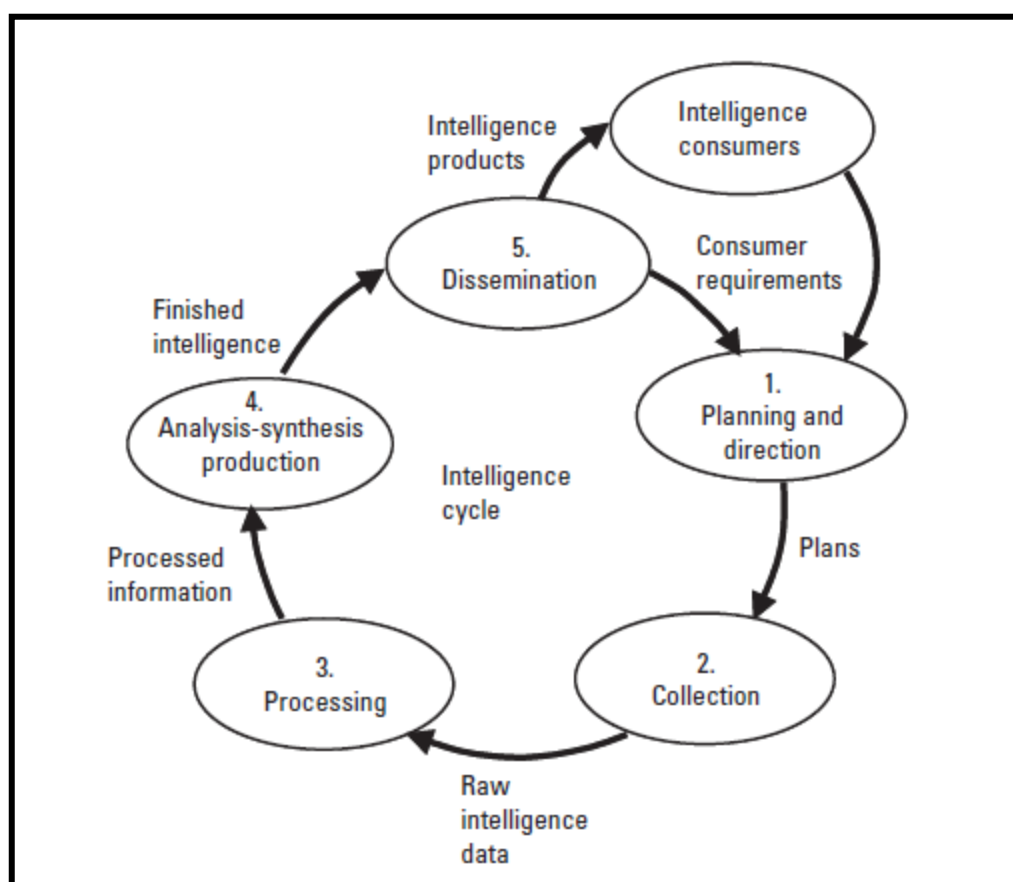 Intelligence
consumers
Intelligence
products
5.
Dissemination
Consumer
requirements
Finished
intelligence
1.
Planning and
direction
4.
Analysis-synthesis
production
Intelligence
cycle
Plans
Processed
information
3.
Processing
2.
Collection
Raw
intelligence
data